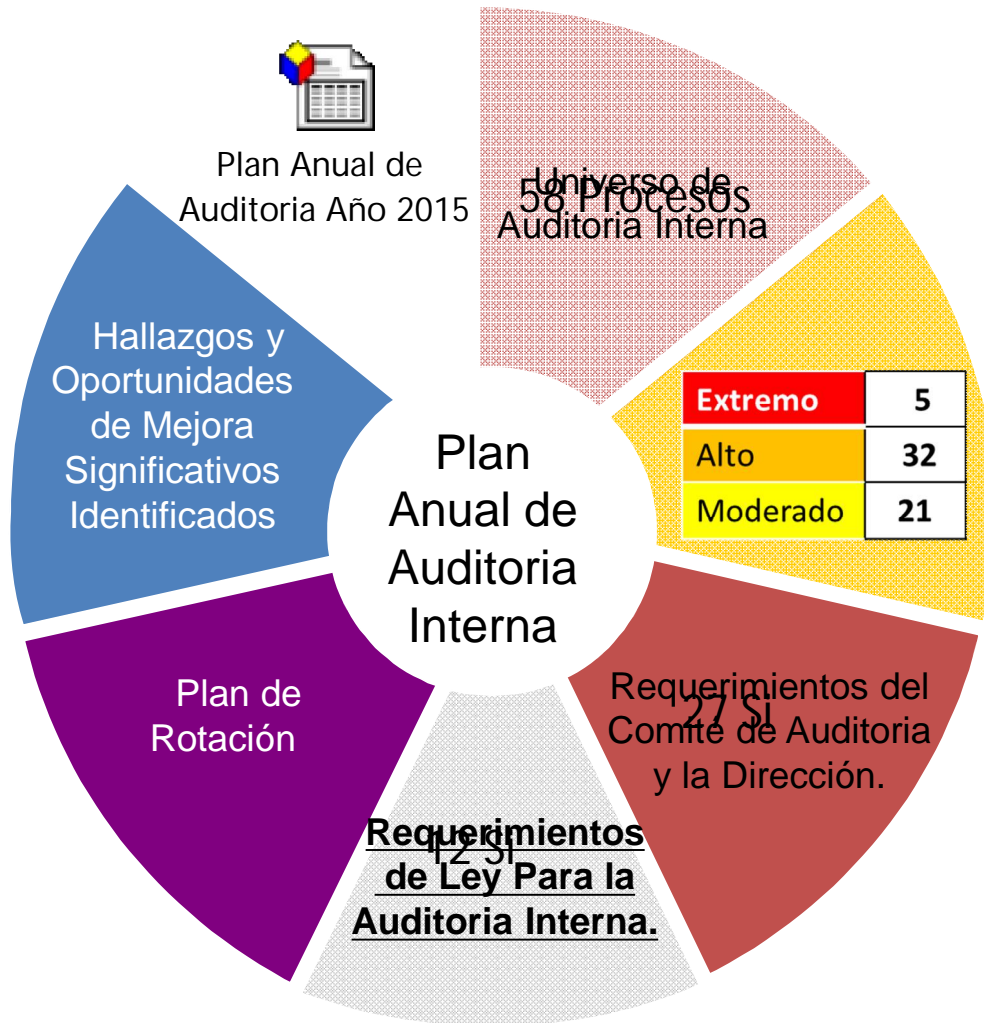 Plan Anual de
Auditoria Año 2015
Universo de
Auditoria Interna
58 Procesos
Extremo 5
Alto 32
Moderado 21
Requerimientos del
Comité de Auditoria
y la Dirección.
27 Si
Requerimientos
de Ley Para la
Auditoria Interna.
12 Si
Plan de
Rotación
Hallazgos y
Oportunidades
de Mejora
Significativos
Identificados
Plan
Anual de
Auditoria
Interna